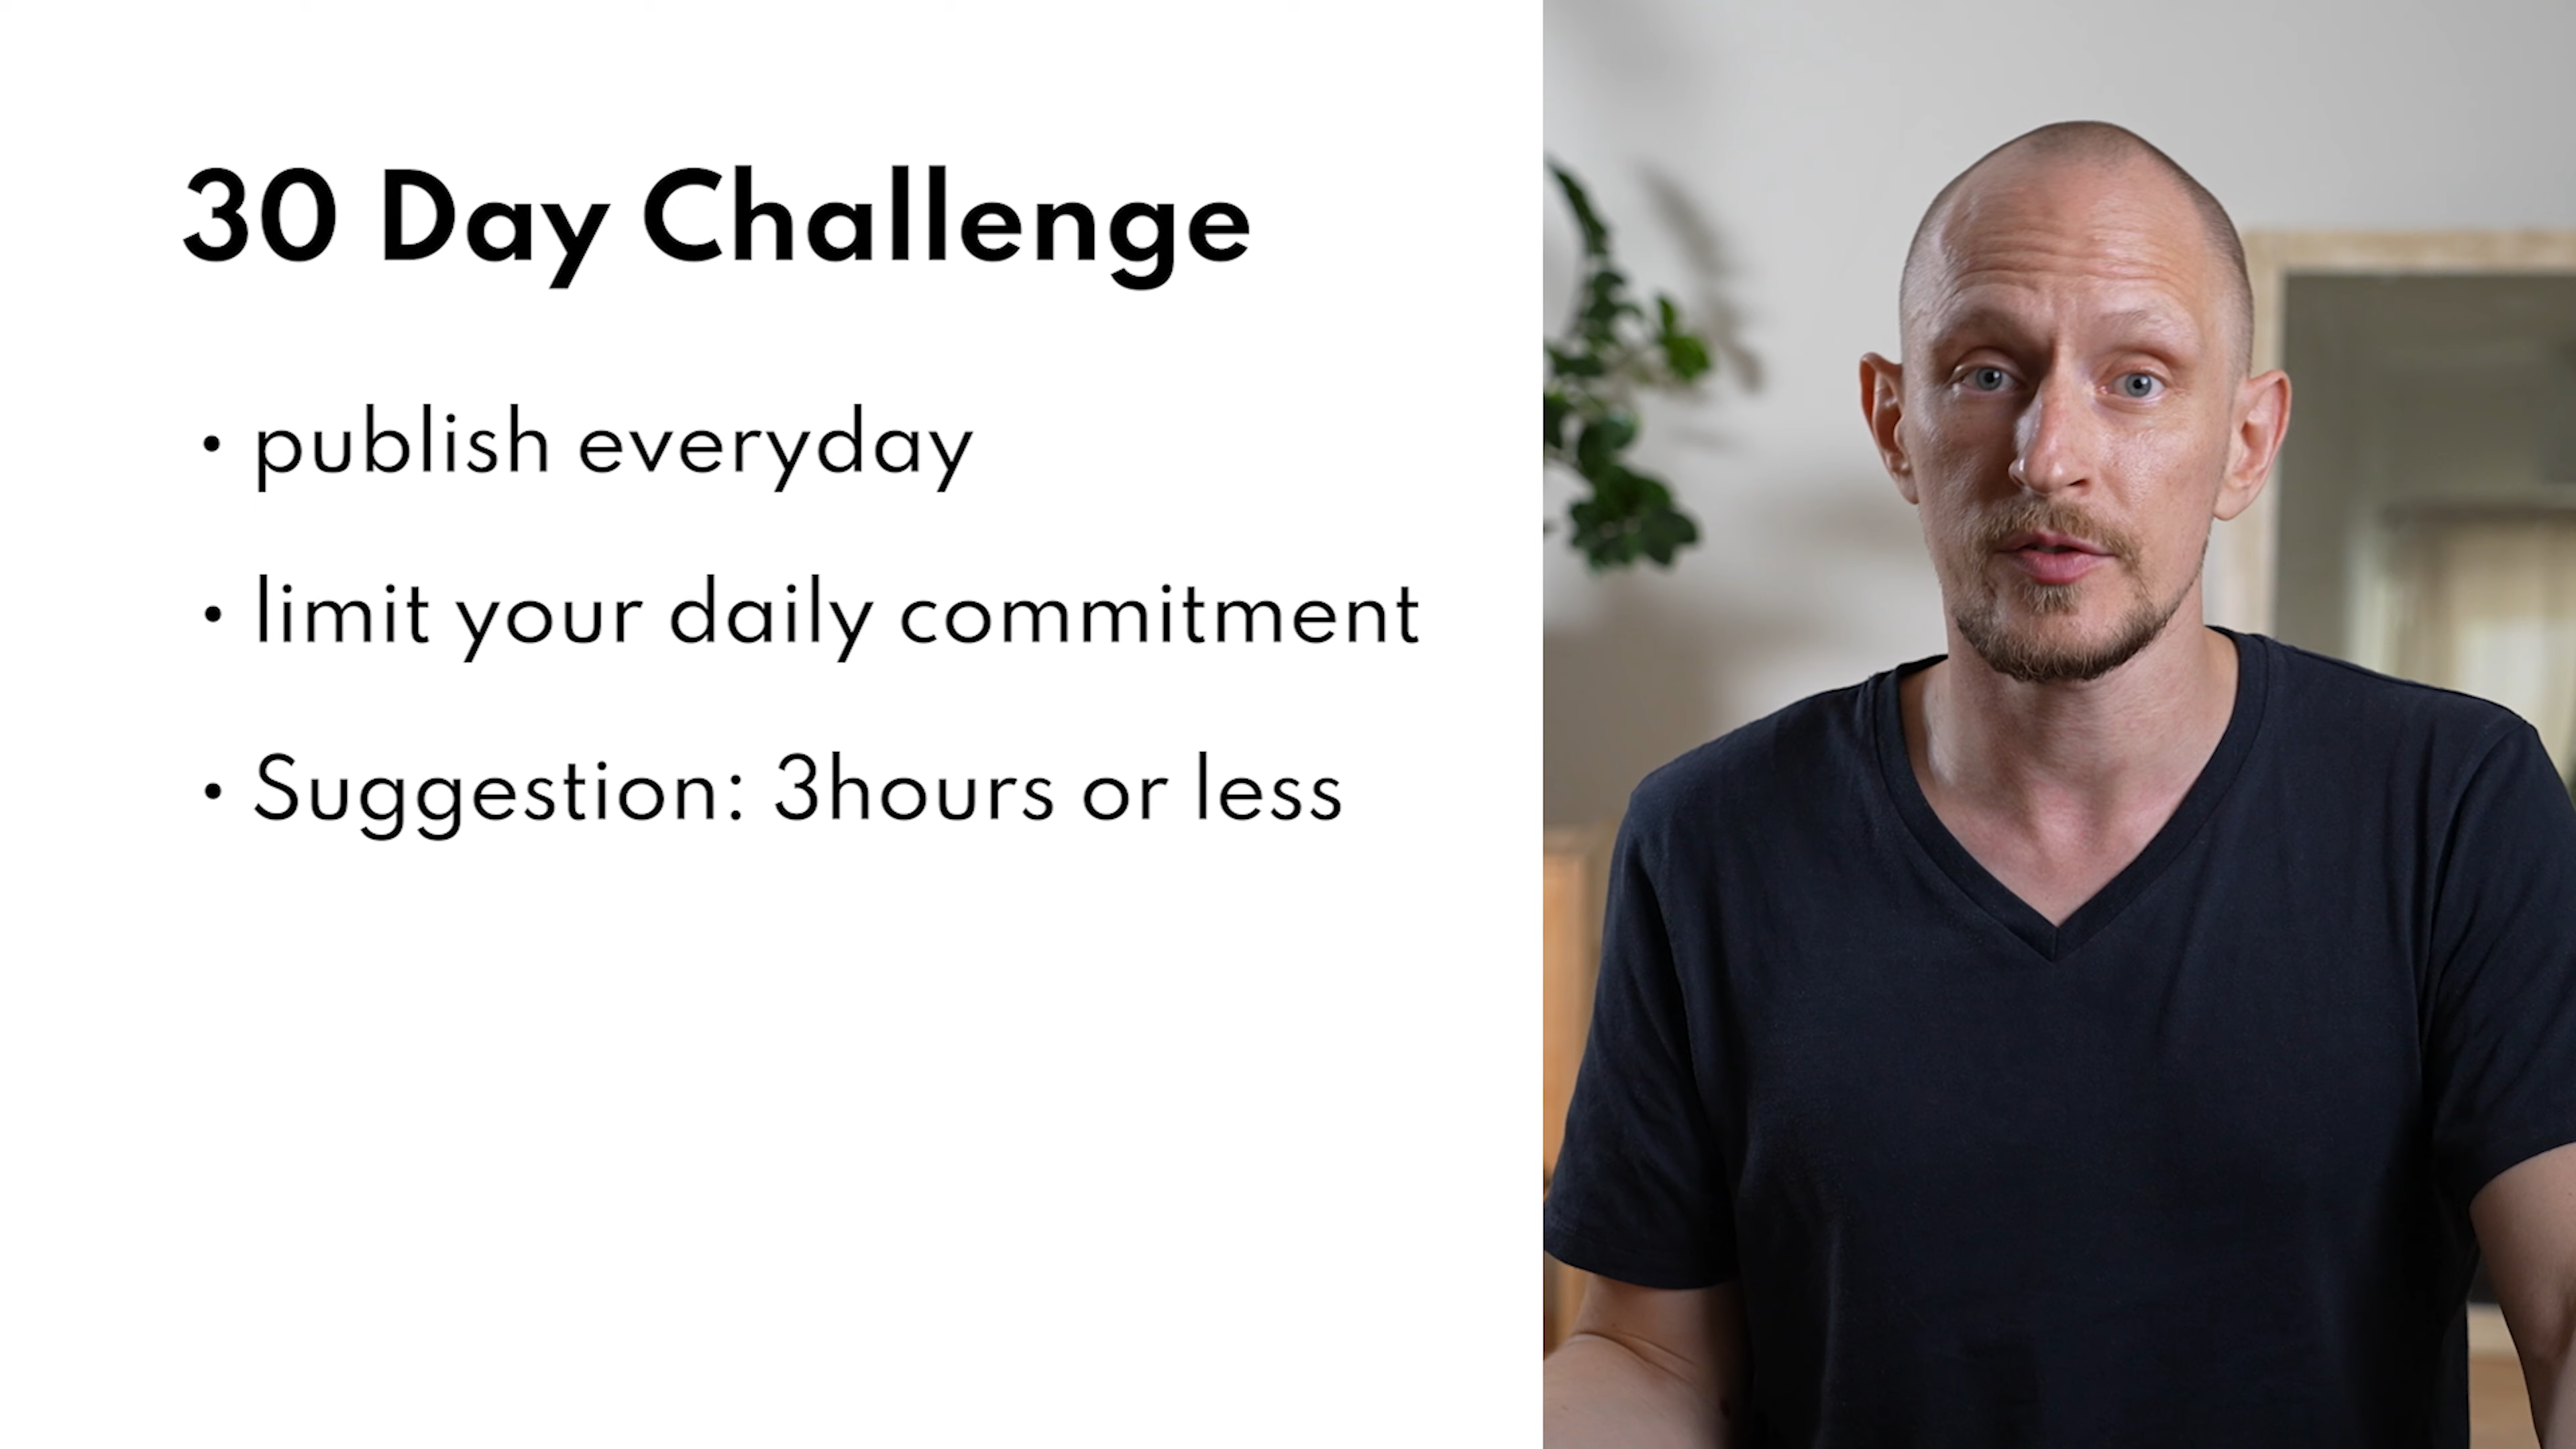 30 Day Challenge
• publish everyday
• limit your daily commitment
• Suggestion: 3hours or less